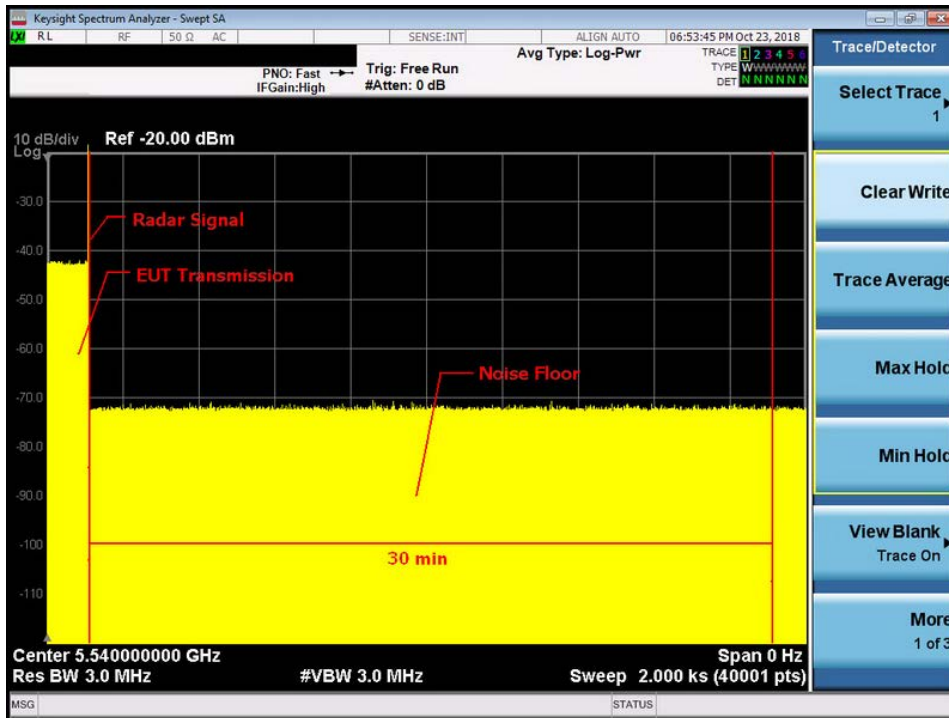 Keysight Spectrum Analyzer - Swept SA
LXI RL RF 50 Ω AC SENSE:INT ALIGN AUTO 06:53:45 PM Oct 23, 2018
Avg Type: Log-Pwr
TRACE 1 2 3 4 5 6
PNO: Fast Trig: Free Run
TYPE WWWWWW
IFGain:High #Atten: 0 dB
DET N N N N N N
Trace/Detector
Select Trace
1
Clear Write
Trace Average
Max Hold
Min Hold
View Blank
Trace On
More
1 of 3
10 dB/div Ref -20.00 dBm
Log
-30.0
-40.0
-50.0
-60.0
-70.0
-80.0
-90.0
-100
-110
Radar Signal
EUT Transmission
Noise Floor
30 min
Center 5.540000000 GHz Span 0 Hz
Res BW 3.0 MHz #VBW 3.0 MHz Sweep 2.000 ks (40001 pts)
MSG STATUS